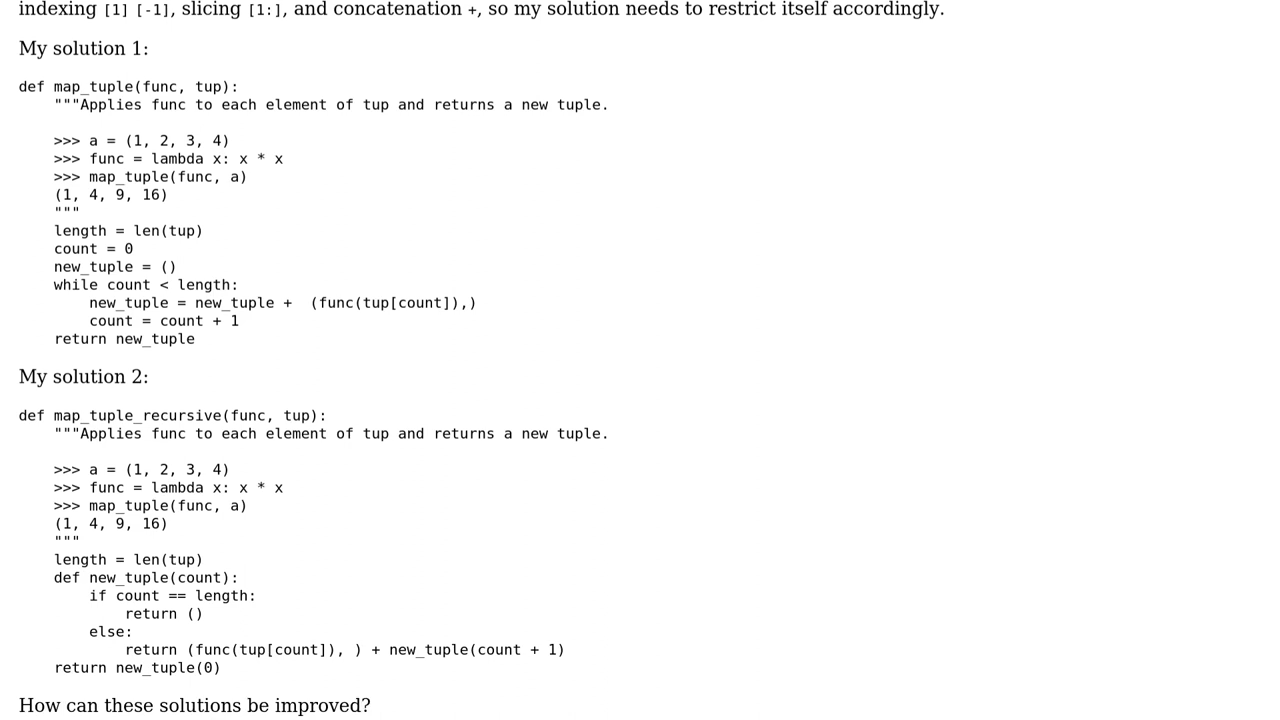 indexing [1] [-1], slicing [1:], and concatenation +, so my solution needs to restrict itself accordingly.
My solution 1:
def map_tuple(func, tup):
    """Applies func to each element of tup and returns a new tuple.
    >>> a = (1, 2, 3, 4)
    >>> func = lambda x: x * x
    >>> map_tuple(func, a)
    (1, 4, 9, 16)
    """
    length = len(tup)
    count = 0
    new_tuple = ()
    while count < length:
        new_tuple = new_tuple +  (func(tup[count]),)
        count = count + 1
    return new_tuple
My solution 2:
def map_tuple_recursive(func, tup):
    """Applies func to each element of tup and returns a new tuple.
    >>> a = (1, 2, 3, 4)
    >>> func = lambda x: x * x
    >>> map_tuple(func, a)
    (1, 4, 9, 16)
    """
    length = len(tup)
    def new_tuple(count):
        if count == length:
            return ()
        else:
            return (func(tup[count]), ) + new_tuple(count + 1)
    return new_tuple(0)
How can these solutions be improved?